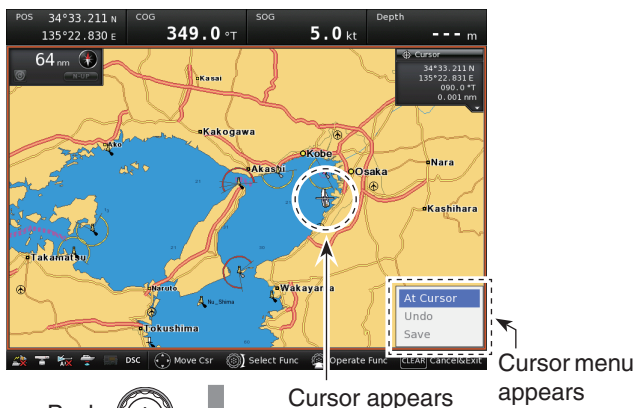 POS 34°33.211 N
135°22.830 E
COG
349.0 °T
SOG
5.0 kt
Depth
--- m
64 nm
N-UP
Cursor
34°33.211 N
135°22.831 E
090.0 °T
0.001 nm
Kasai
Kakogawa
Ako
Kobe
Akashi
Osaka
Nara
Kashihara
Takamatsu
Naruto
Nu_Shima
Wakayama
Tokushima
At Cursor
Undo
Save
DSC
Move Csr
Select Func
Operate Func
CLEAR Cancel&Exit
Cursor menu
appears
Cursor appears